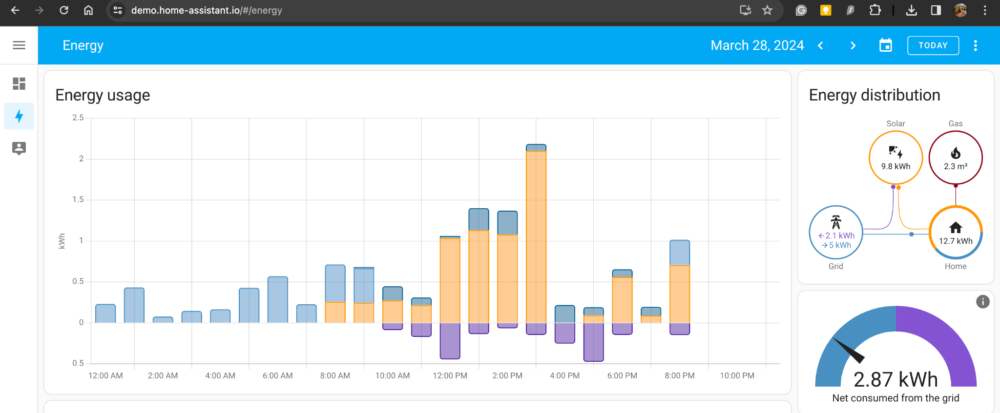 demo.home-assistant.io/#/energy
Energy
March 28, 2024
TODAY
Energy usage
2.5
2
1.5
1
0.5
0
0.5
kWh
12:00 AM 2:00 AM 4:00 AM 6:00 AM 8:00 AM 10:00 AM 12:00 PM 2:00 PM 4:00 PM 6:00 PM 8:00 PM 10:00 PM
Energy distribution
Solar Gas
9.8 kWh 2.3 m³
←2.1 kWh
→5 kWh
12.7 kWh
Grid Home
2.87 kWh
Net consumed from the grid